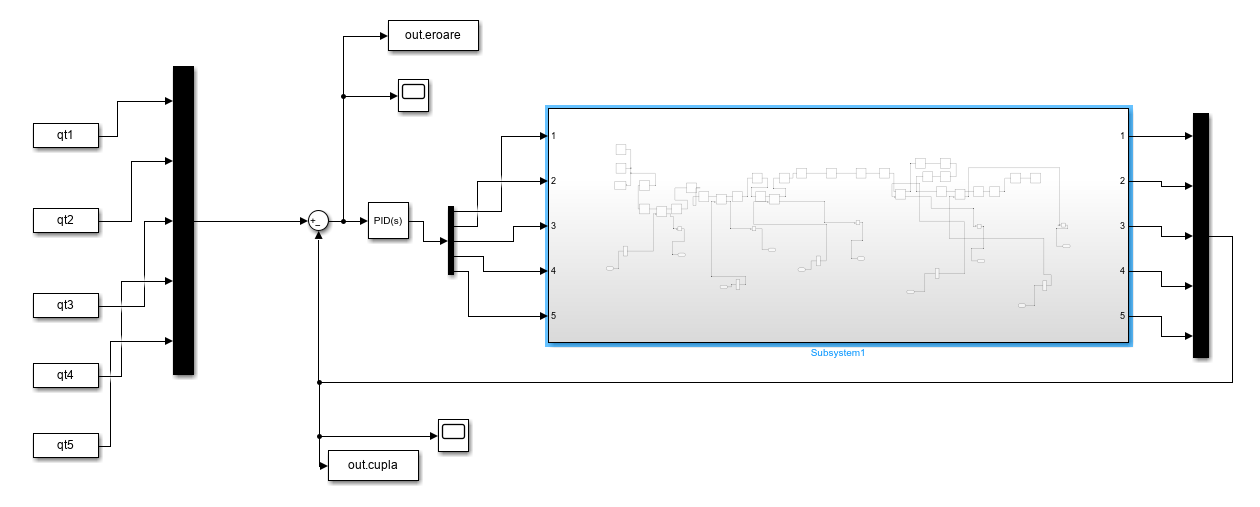 out.eroare
qt1
qt2
qt3
qt4
qt5
+
−
PID(s)
1
2
3
4
5
1
2
3
4
5
Subsystem1
out.cupla